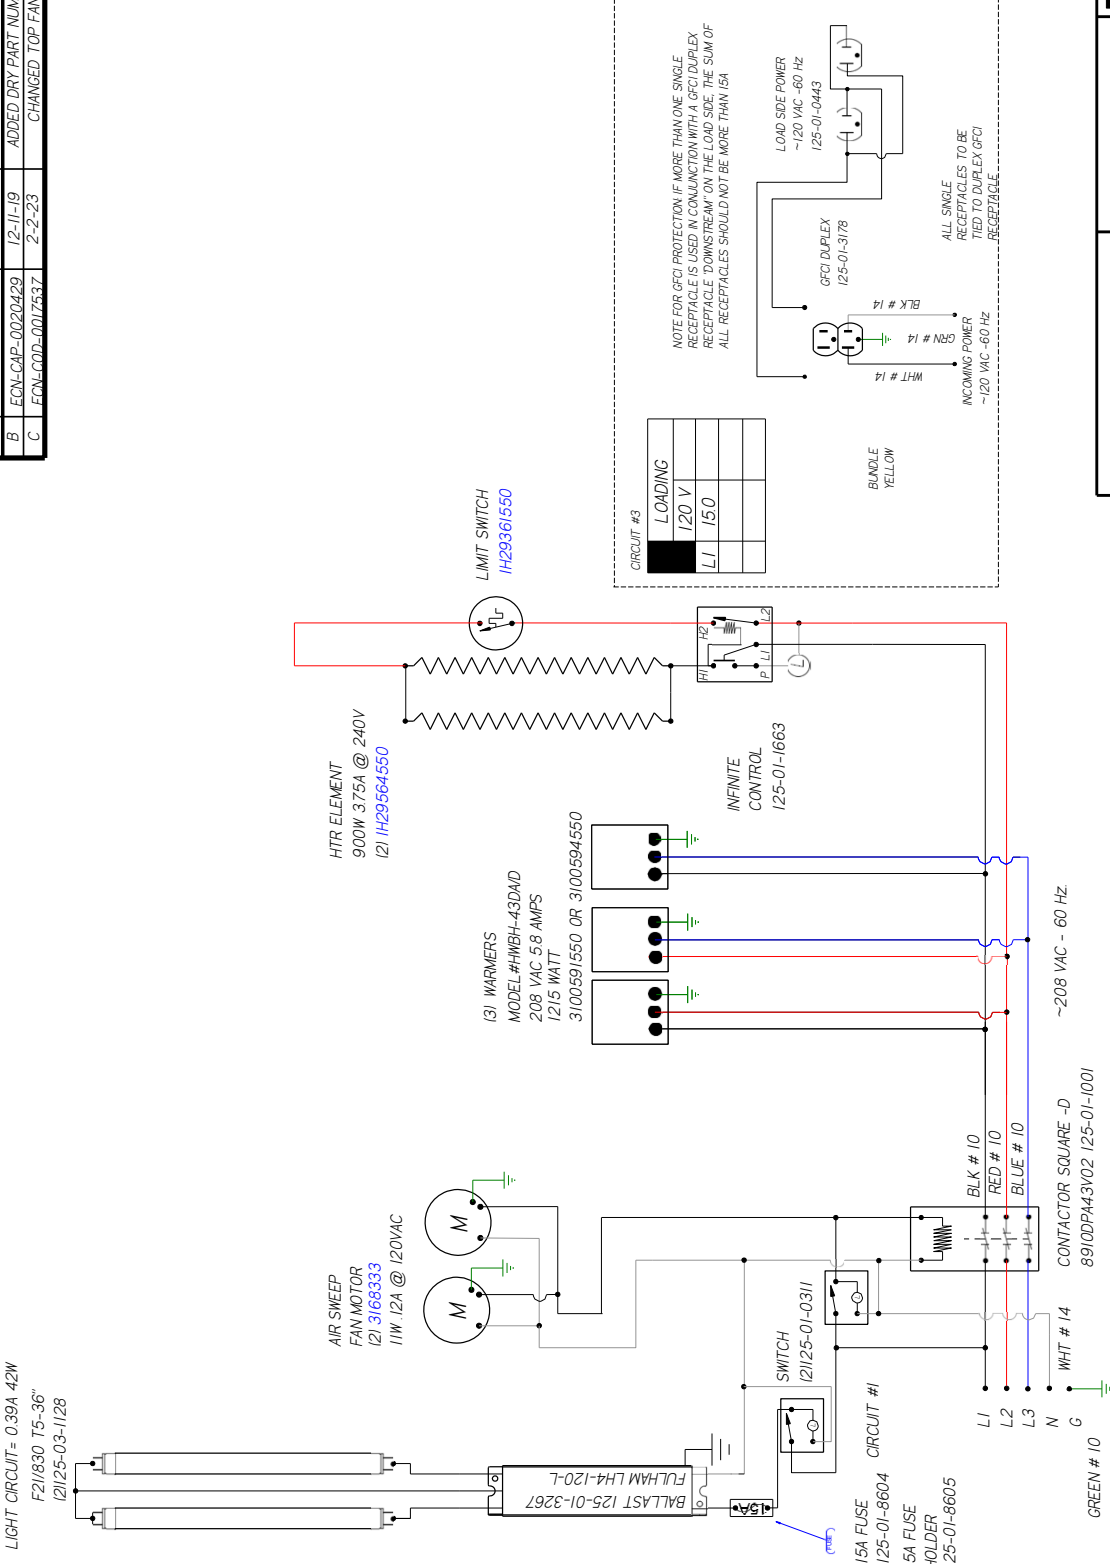 B ECN-CAP-0020429 12-11-19 ADDED DRY PART NUM
C ECN-COD-0017537 2-2-23 CHANGED TOP FAN
LIGHT CIRCUIT= 0.39A 42W
F21/830 T5-36"
(2)125-03-1128
BALLAST 125-01-3267
FULHAM LH4-120-L
15A
(FUSE)
15A FUSE
125-01-8604
5A FUSE
HOLDER
25-01-8605
CIRCUIT #1
SWITCH
(2)125-01-0311
L
L
AIR SWEEP
FAN MOTOR
(2) 3168333
11W .12A @ 120VAC
M
M
L1
L2
L3
N
G
WHT # 14
GREEN # 10
CONTACTOR SQUARE -D
8910DPA43V02 125-01-1001
BLK # 10
RED # 10
BLUE # 10
~208 VAC - 60 Hz.
(3) WARMERS
MODEL#HWBH-43DA/D
208 VAC 5.8 AMPS
1215 WATT
3100591550 OR 3100594550
HTR ELEMENT
900W 3.75A @ 240V
(2) 1H29564550
LIMIT SWITCH
1H29361550
INFINITE
CONTROL
125-01-1663
H1
H2
P
L1
L2
L
CIRCUIT #3
LOADING
120 V
L1 15.0
NOTE FOR GFCI PROTECTION: IF MORE THAN ONE SINGLE
RECEPTACLE IS USED IN CONJUNCTION WITH A GFCI DUPLEX
RECEPTACLE "DOWNSTREAM" ON THE LOAD SIDE, THE SUM OF
ALL RECEPTACLES SHOULD NOT BE MORE THAN 15A
LOAD SIDE POWER
~120 VAC -60 Hz
125-01-0443
GFCI DUPLEX
125-01-3178
BLK # 14
GRN # 14
WHT # 14
INCOMING POWER
~120 VAC -60 Hz
BUNDLE
YELLOW
ALL SINGLE
RECEPTACLES TO BE
TIED TO DUPLEX GFCI
RECEPTACLE